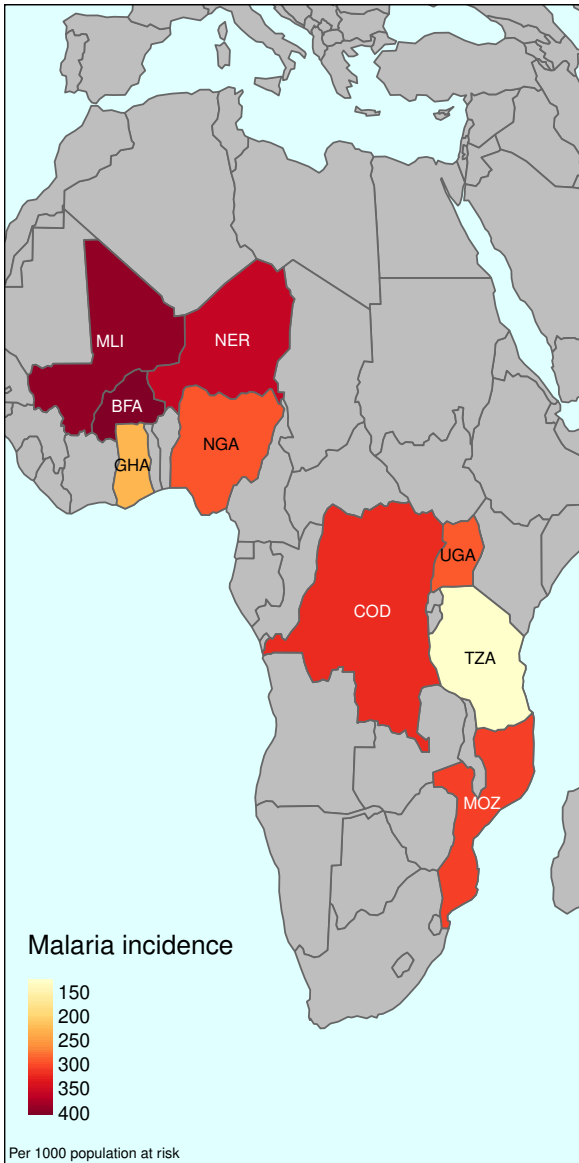 MLI
NER
BFA
NGA
GHA
UGA
COD
TZA
MOZ
Malaria incidence
150
200
250
300
350
400
Per 1000 population at risk